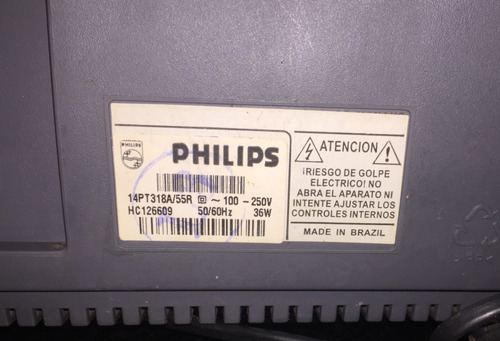 PHILIPS
PHILIPS
14PT318A/55R ~ 100 - 250V
HC126609 50/60Hz 36W
ATENCION
¡RIESGO DE GOLPE
ELECTRICO! NO
ABRA EL APARATO NI
INTENTE AJUSTAR LOS
CONTROLES INTERNOS
MADE IN BRAZIL